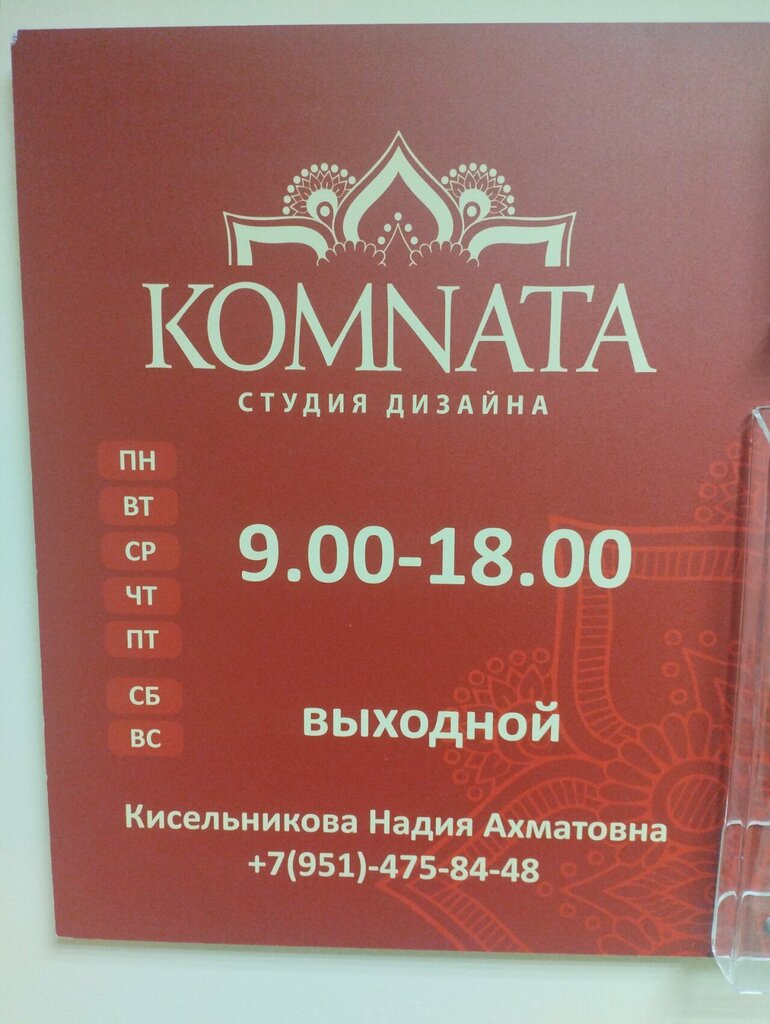 KOMNATA
СТУДИЯ ДИЗАЙНА
ПН
ВТ
СР
ЧТ
ПТ
9.00-18.00
СБ
ВС
выходной
Кисельникова Надия Ахматовна
+7(951)-475-84-48